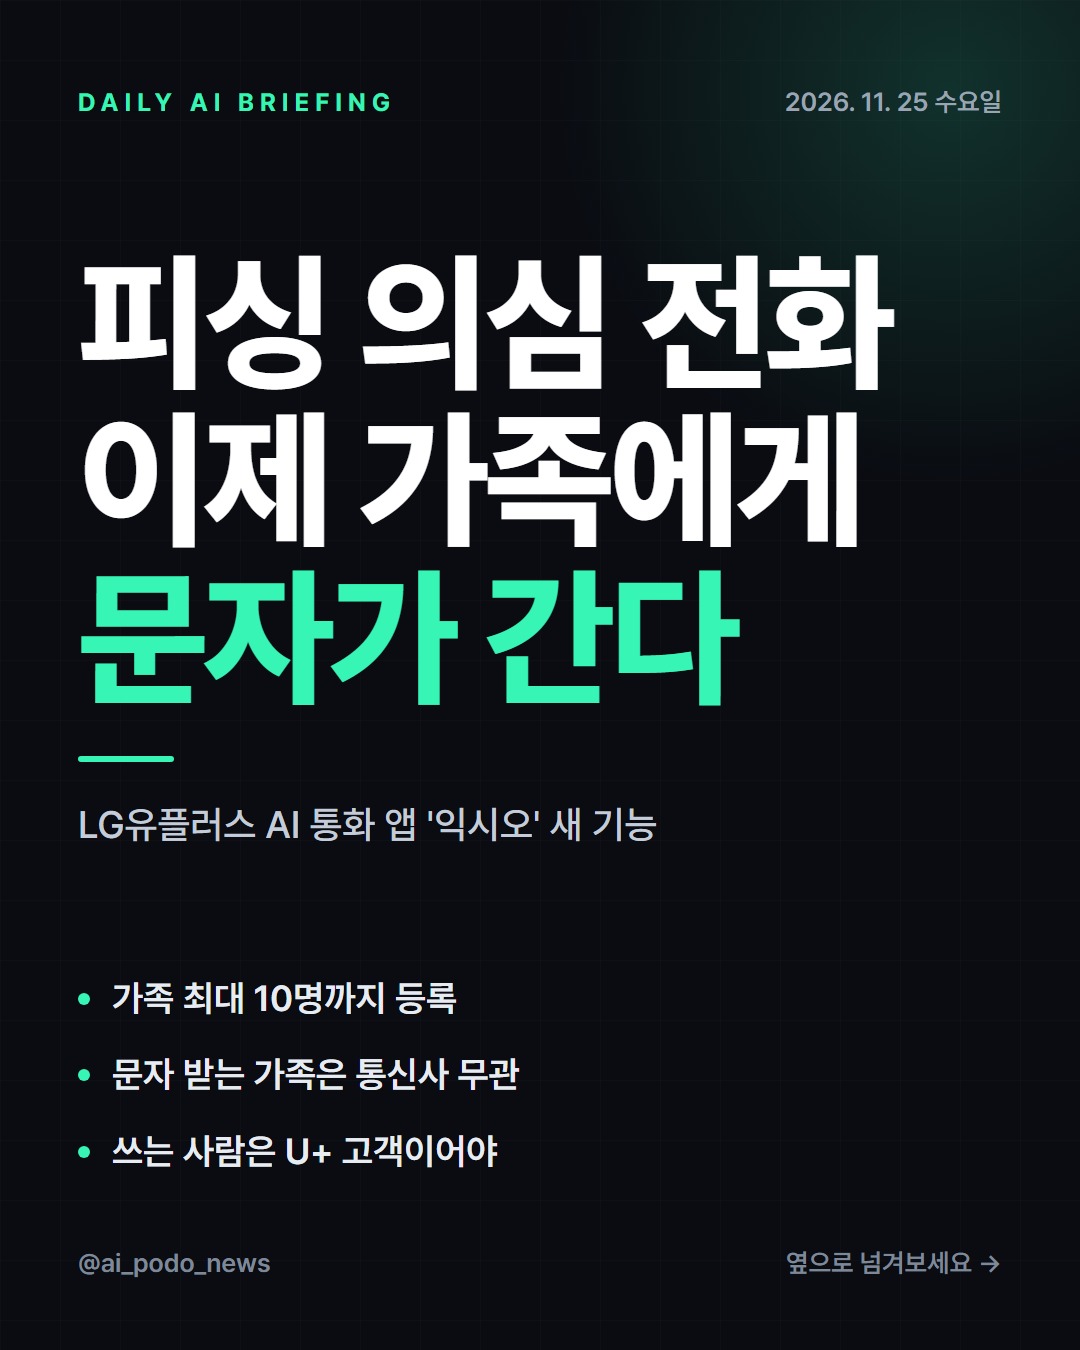 DAILY AI BRIEFING
2026. 11. 25 수요일
피싱 의심 전화
이제 가족에게
문자가 간다
LG유플러스 AI 통화 앱 '익시오' 새 기능
가족 최대 10명까지 등록
문자 받는 가족은 통신사 무관
쓰는 사람은 U+ 고객이어야
@ai_podo_news
옆으로 넘겨보세요 →